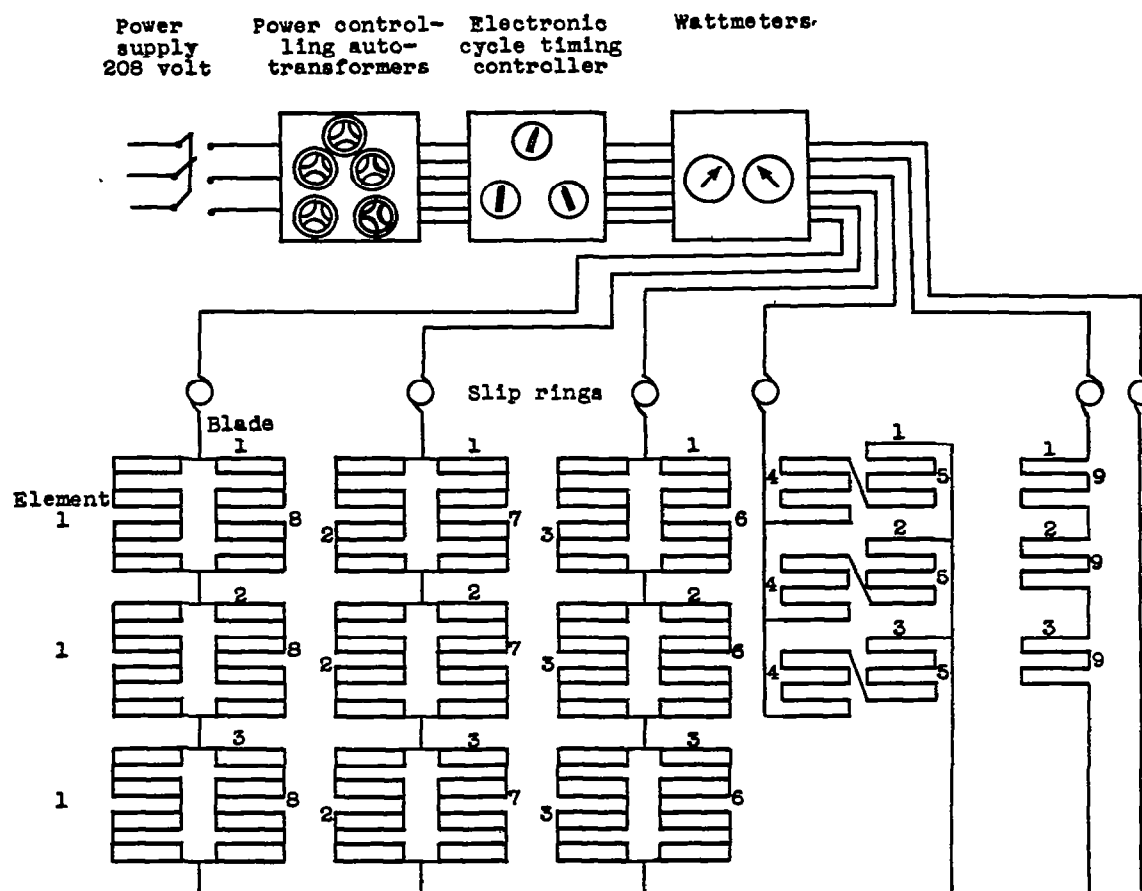 Power
supply
208 volt
Power control-
ling auto-
transformers
Electronic
cycle timing
controller
Wattmeters
Slip rings
Blade
1 1 1 1 1
4 5 9
Element
1 8 2 7 3 6
2 2
4 5 9
2 2 2
1 8 2 7 3 6
3 3
4 5 9
3 3 3
1 8 2 7 3 6